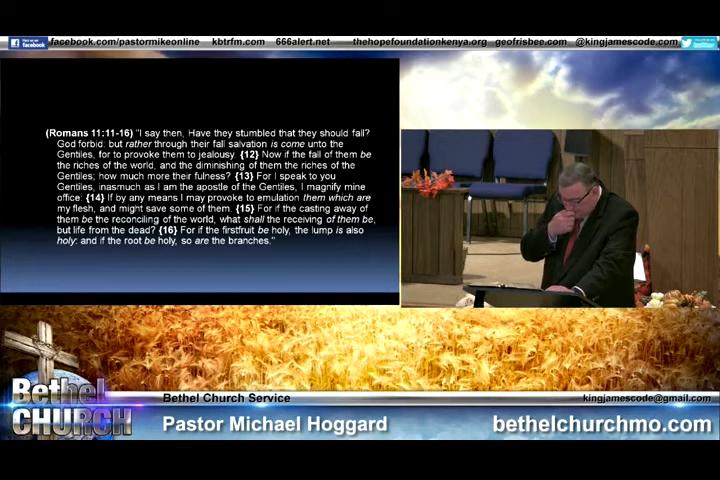 facebook.com/pastormikeonline kbtrfm.com 666alert.net thehopefoundationkenya.org geofrisbee.com @kingjamescode.com
facebook
twitter
(Romans 11:11-16) "I say then, Have they stumbled that they should fall?
God forbid: but rather through their fall salvation is come unto the
Gentiles, for to provoke them to jealousy. {12} Now if the fall of them be
the riches of the world, and the diminishing of them the riches of the
Gentiles; how much more their fulness? {13} For I speak to you
Gentiles, inasmuch as I am the apostle of the Gentiles, I magnify mine
office: {14} If by any means I may provoke to emulation them which are
my flesh, and might save some of them. {15} For if the casting away of
them be the reconciling of the world, what shall the receiving of them be,
but life from the dead? {16} For if the firstfruit be holy, the lump is also
holy: and if the root be holy, so are the branches."
Bethel
CHURCH
Bethel Church Service
kingjamescode@gmail.com
Pastor Michael Hoggard
bethelchurchmo.com